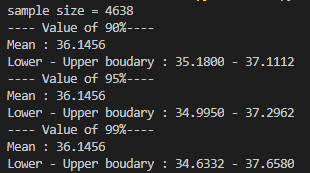 sample size = 4638
---- Value of 90%----
Mean : 36.1456
Lower - Upper boudary : 35.1800 - 37.1112
---- Value of 95%----
Mean : 36.1456
Lower - Upper boudary : 34.9950 - 37.2962
---- Value of 99%----
Mean : 36.1456
Lower - Upper boudary : 34.6332 - 37.6580